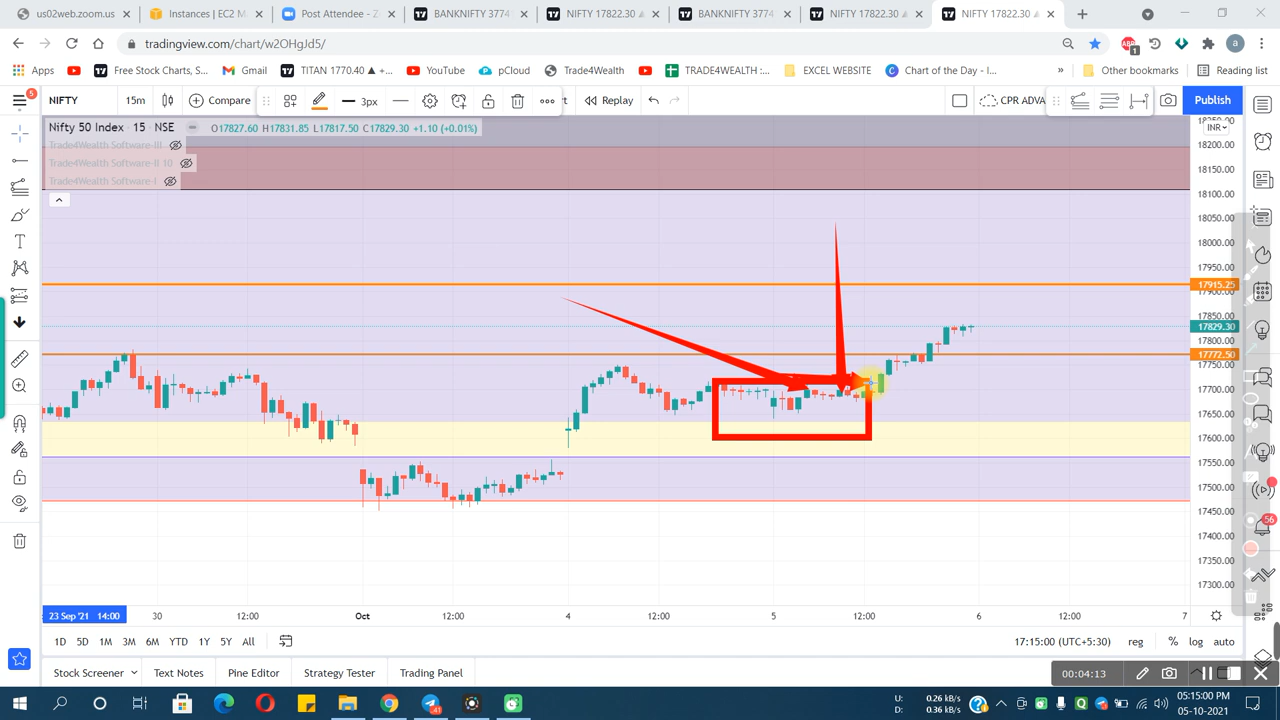 us02web.zoom.us
Instances | EC2 M
Post Attendee - Z
BANKNIFTY 3774
NIFTY 17822.30
BANKNIFTY 3774
NIFTY 17822.30
NIFTY 17822.30
tradingview.com/chart/w2OHgJd5/
ABP
1
a
Apps
Free Stock Charts, S...
Gmail
TITAN 1770.40 ▲ +...
YouTube
pCloud
Trade4Wealth
TRADE4WEALTH :...
EXCEL WEBSITE
Chart of the Day - I...
»
Other bookmarks
Reading list
5
NIFTY
15m
Compare
3px
Replay
CPR ADVA
Publish
Nifty 50 Index · 15 · NSE
O17827.60 H17831.85 L17817.50 C17829.30 +1.10 (+0.01%)
Trade4Wealth Software-III
Trade4Wealth Software-II 10
Trade4Wealth Software-I
INR
18200.00
18150.00
18100.00
18050.00
18000.00
17950.00
17915.25
17850.00
17829.30
17800.00
17772.50
17700.00
17650.00
17600.00
17550.00
17500.00
17450.00
17400.00
17350.00
17300.00
56
23 Sep '21 14:00
30
12:00
Oct
12:00
4
12:00
5
12:00
6
12:00
7
1D
5D
1M
3M
6M
YTD
1Y
5Y
All
17:15:00 (UTC+5:30)
reg
%
log
auto
Stock Screener
Text Notes
Pine Editor
Strategy Tester
Trading Panel
00:04:13
41
U: 0.26 kB/s
D: 0.36 kB/s
05:15:00 PM
05-10-2021